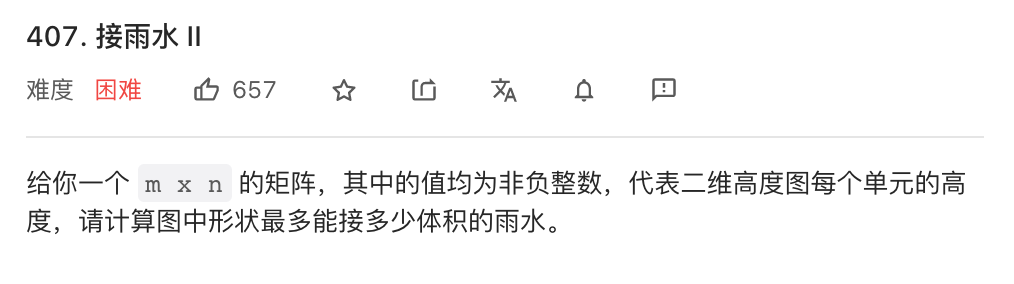 407. 接雨水 II
难度 困难 657
给你一个 m x n 的矩阵，其中的值均为非负整数，代表二维高度图每个单元的高
度，请计算图中形状最多能接多少体积的雨水。